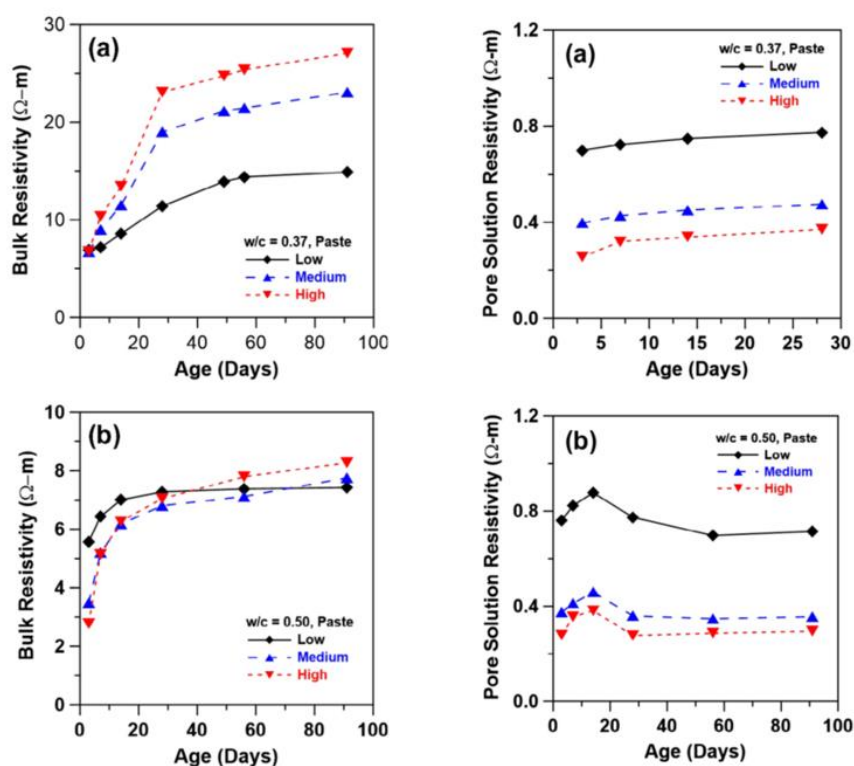 (a)
Bulk Resistivity (Ω–m)
30
20
10
0
w/c = 0.37, Paste
Low
Medium
High
0 20 40 60 80 100
Age (Days)
(a)
Pore Solution Resistivity (Ω-m)
1.2
0.8
0.4
0.0
w/c = 0.37, Paste
Low
Medium
High
0 5 10 15 20 25 30
Age (Days)
(b)
Bulk Resistivity (Ω–m)
10
8
6
4
2
0
w/c = 0.50, Paste
Low
Medium
High
0 20 40 60 80 100
Age (Days)
(b)
Pore Solution Resistivity (Ω-m)
1.2
0.8
0.4
0.0
w/c = 0.50, Paste
Low
Medium
High
0 20 40 60 80 100
Age (Days)